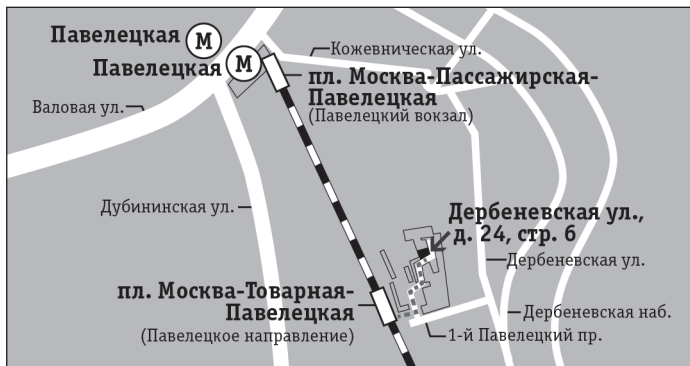 Павелецкая М
Павелецкая М
Кожевническая ул.
пл. Москва-Пассажирская-
Павелецкая
(Павелецкий вокзал)
Валовая ул.
Дубининская ул.
Дербеневская ул.,
д. 24, стр. 6
Дербеневская ул.
пл. Москва-Товарная-
Павелецкая
(Павелецкое направление)
Дербеневская наб.
1-й Павелецкий пр.